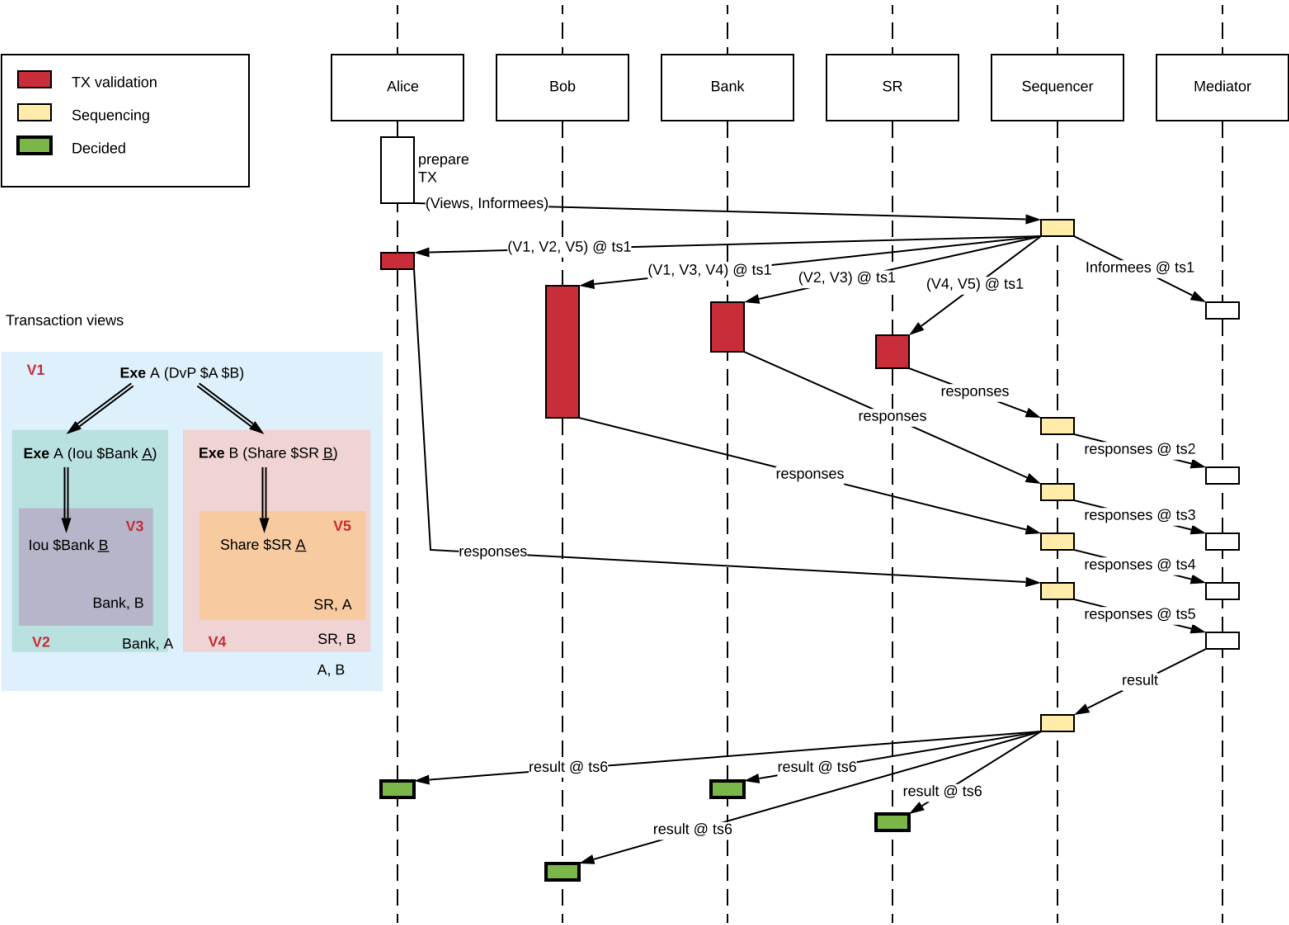 Alice
Bob
Bank
SR
Sequencer
Mediator
TX validation
Sequencing
Decided
prepare
TX
(Views, Informees)
(V1, V2, V5) @ ts1
(V1, V3, V4) @ ts1
(V2, V3) @ ts1
(V4, V5) @ ts1
Informees @ ts1
Transaction views
V1
Exe A (DvP $A $B)
Exe A (Iou $Bank A)
Exe B (Share $SR B)
V3
V5
Iou $Bank B
Share $SR A
Bank, B
SR, A
V2
Bank, A
V4
SR, B
A, B
responses
responses @ ts2
responses
responses @ ts3
responses
responses @ ts4
responses
responses @ ts5
result
result @ ts6
result @ ts6
result @ ts6
result @ ts6